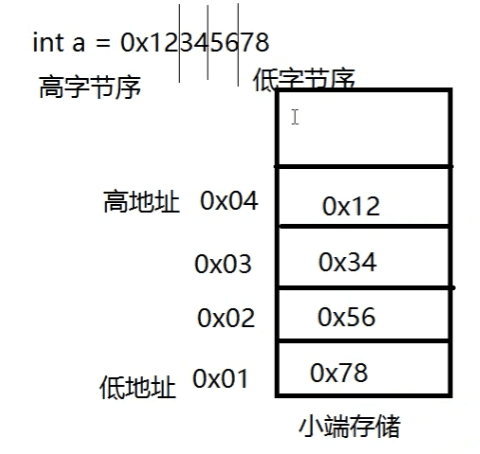 int a = 0x12345678
高字节序 低字节序
高地址 0x04 0x12
0x03 0x34
0x02 0x56
低地址 0x01 0x78
小端存储